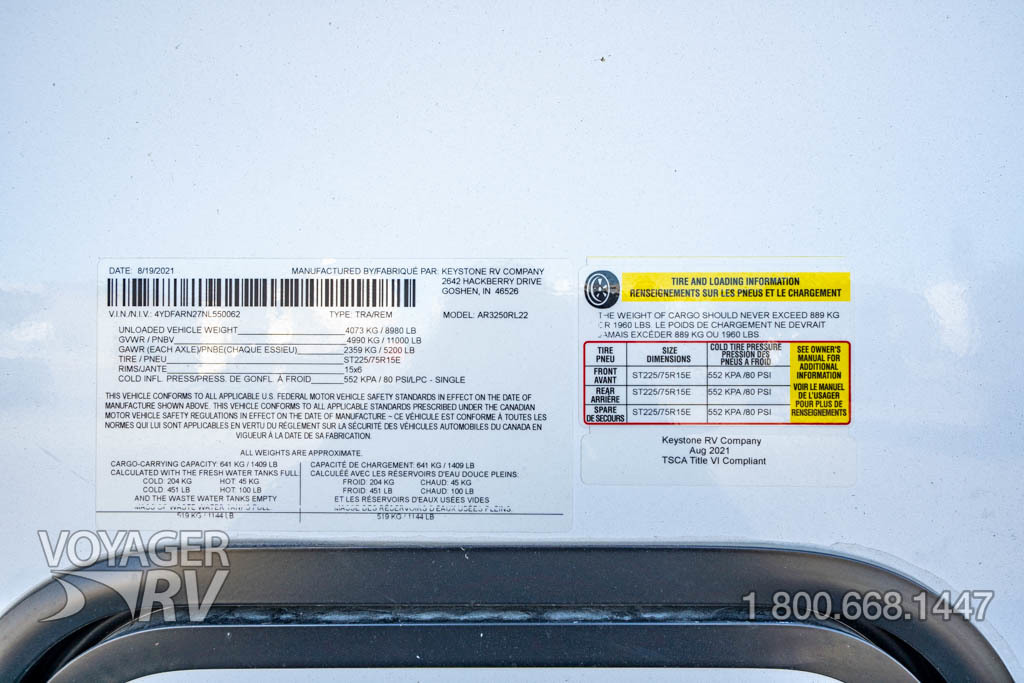 DATE: 8/19/2021 MANUFACTURED BY/FABRIQUÉ PAR: KEYSTONE RV COMPANY
2642 HACKBERRY DRIVE
GOSHEN, IN 46526
V.I.N./N.I.V.: 4YDFARN27NL550062 TYPE: TRA/REM MODEL: AR3250RL22
UNLOADED VEHICLE WEIGHT 4073 KG / 8980 LB
GVWR / PNBV 4990 KG / 11000 LB
GAWR (EACH AXLE)/PNBE(CHAQUE ESSIEU) 2359 KG / 5200 LB
TIRE / PNEU ST225/75R15E
RIMS/JANTE 15x6
COLD INFL. PRESS/PRESS. DE GONFL. À FROID 552 KPA / 80 PSI/LPC - SINGLE
THIS VEHICLE CONFORMS TO ALL APPLICABLE U.S. FEDERAL MOTOR VEHICLE SAFETY STANDARDS IN EFFECT ON THE DATE OF
MANUFACTURE SHOWN ABOVE. THIS VEHICLE CONFORMS TO ALL APPLICABLE STANDARDS PRESCRIBED UNDER THE CANADIAN
MOTOR VEHICLE SAFETY REGULATIONS IN EFFECT ON THE DATE OF MANUFACTURE – CE VÉHICULE EST CONFORME À TOUTES LES
NORMES QUI LUI SONT APPLICABLES EN VERTU DU RÈGLEMENT SUR LA SÉCURITÉ DES VÉHICULES AUTOMOBILES DU CANADA EN
VIGUEUR À LA DATE DE SA FABRICATION.
ALL WEIGHTS ARE APPROXIMATE.
CARGO-CARRYING CAPACITY: 641 KG / 1409 LB
CALCULATED WITH THE FRESH WATER TANKS FULL
COLD: 204 KG HOT: 45 KG
COLD: 451 LB HOT: 100 LB
AND THE WASTE WATER TANKS EMPTY
MASS OF WASTE WATER TANKS FULL:
519 KG / 1144 LB
CAPACITÉ DE CHARGEMENT: 641 KG / 1409 LB
CALCULÉE AVEC LES RÉSERVOIRS D'EAU DOUCE PLEINS.
FROID: 204 KG CHAUD: 45 KG
FROID: 451 LB CHAUD: 100 LB
ET LES RÉSERVOIRS D'EAUX USÉES VIDES
MASSE DES RÉSERVOIRS D'EAUX USÉES PLEINS.
519 KG / 1144 LB
TIRE AND LOADING INFORMATION
RENSEIGNEMENTS SUR LES PNEUS ET LE CHARGEMENT
THE WEIGHT OF CARGO SHOULD NEVER EXCEED 889 KG
OR 1960 LBS. LE POIDS DE CHARGEMENT NE DEVRAIT
JAMAIS EXCÉDER 889 KG OU 1960 LBS.
TIRE PNEU SIZE DIMENSIONS COLD TIRE PRESSURE PRESSION DES PNEUS A FROID
FRONT AVANT ST225/75R15E 552 KPA /80 PSI
REAR ARRIÈRE ST225/75R15E 552 KPA /80 PSI
SPARE DE SECOURS ST225/75R15E 552 KPA /80 PSI
SEE OWNER'S
MANUAL FOR
ADDITIONAL
INFORMATION
VOIR LE MANUEL
DE L'USAGER
POUR PLUS DE
RENSEIGNEMENTS
Keystone RV Company
Aug 2021
TSCA Title VI Compliant
VOYAGER
RV
1 800.668.1447